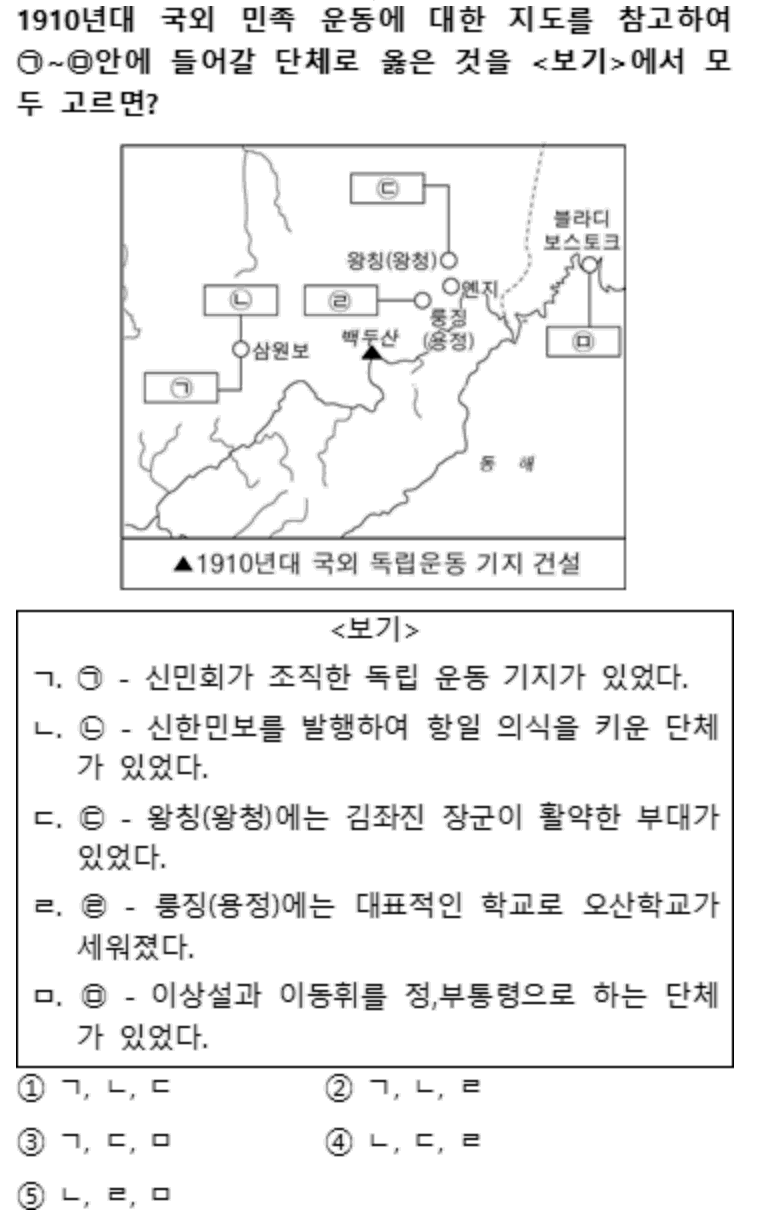 1910년대 국외 민족 운동에 대한 지도를 참고하여
㉠~㉤안에 들어갈 단체로 옳은 것을 <보기>에서 모
두 고르면?
㉢
블라디
보스토크
왕칭(왕청)
옌지
㉡
㉣
룽징
(용정)
백두산
㉤
삼원보
㉠
동 해
▲1910년대 국외 독립운동 기지 건설
<보기>
ㄱ. ㉠ - 신민회가 조직한 독립 운동 기지가 있었다.
ㄴ. ㉡ - 신한민보를 발행하여 항일 의식을 키운 단체
가 있었다.
ㄷ. ㉢ - 왕칭(왕청)에는 김좌진 장군이 활약한 부대가
있었다.
ㄹ. ㉣ - 룽징(용정)에는 대표적인 학교로 오산학교가
세워졌다.
ㅁ. ㉤ - 이상설과 이동휘를 정,부통령으로 하는 단체
가 있었다.
① ㄱ, ㄴ, ㄷ ② ㄱ, ㄴ, ㄹ
③ ㄱ, ㄷ, ㅁ ④ ㄴ, ㄷ, ㄹ
⑤ ㄴ, ㄹ, ㅁ